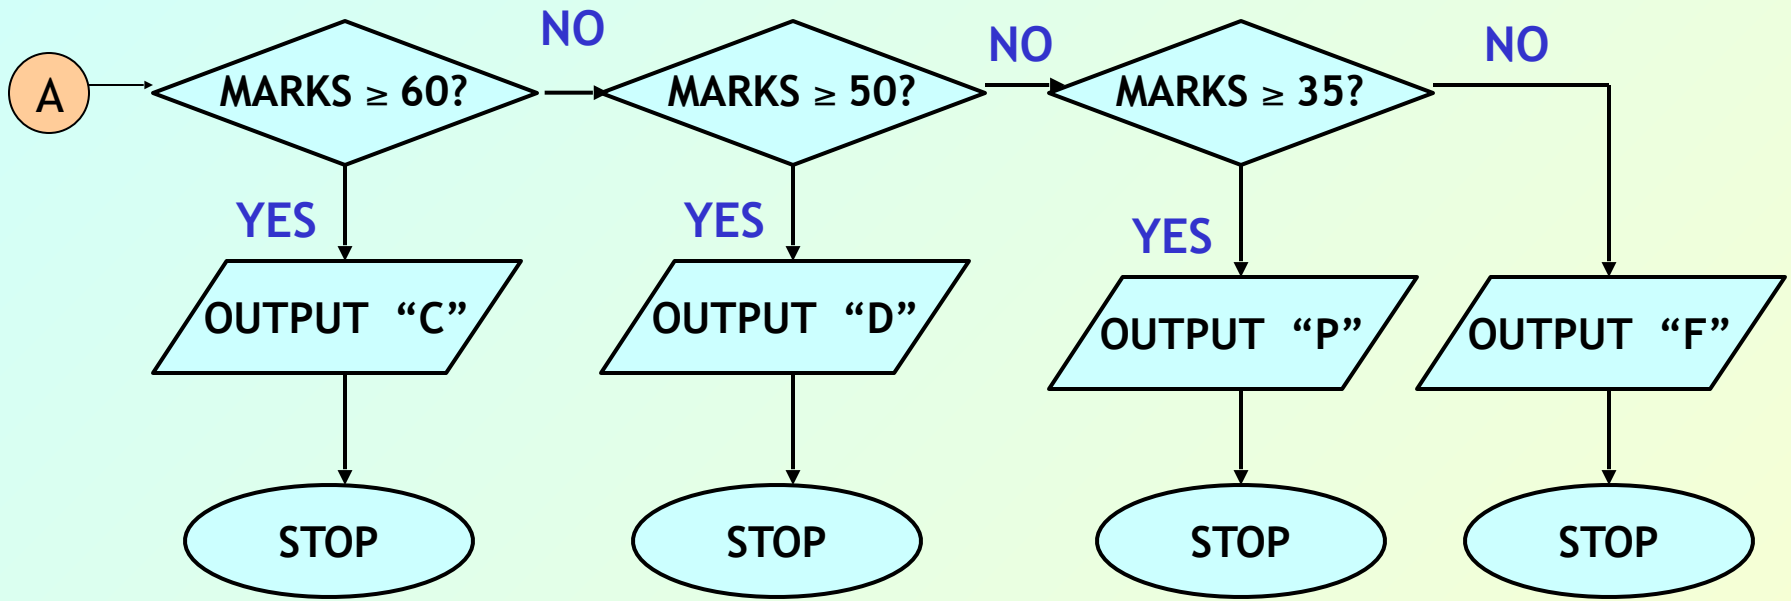 A
MARKS ≥ 60?
NO
MARKS ≥ 50?
NO
MARKS ≥ 35?
NO
YES
YES
YES
OUTPUT “C”
OUTPUT “D”
OUTPUT “P”
OUTPUT “F”
STOP
STOP
STOP
STOP